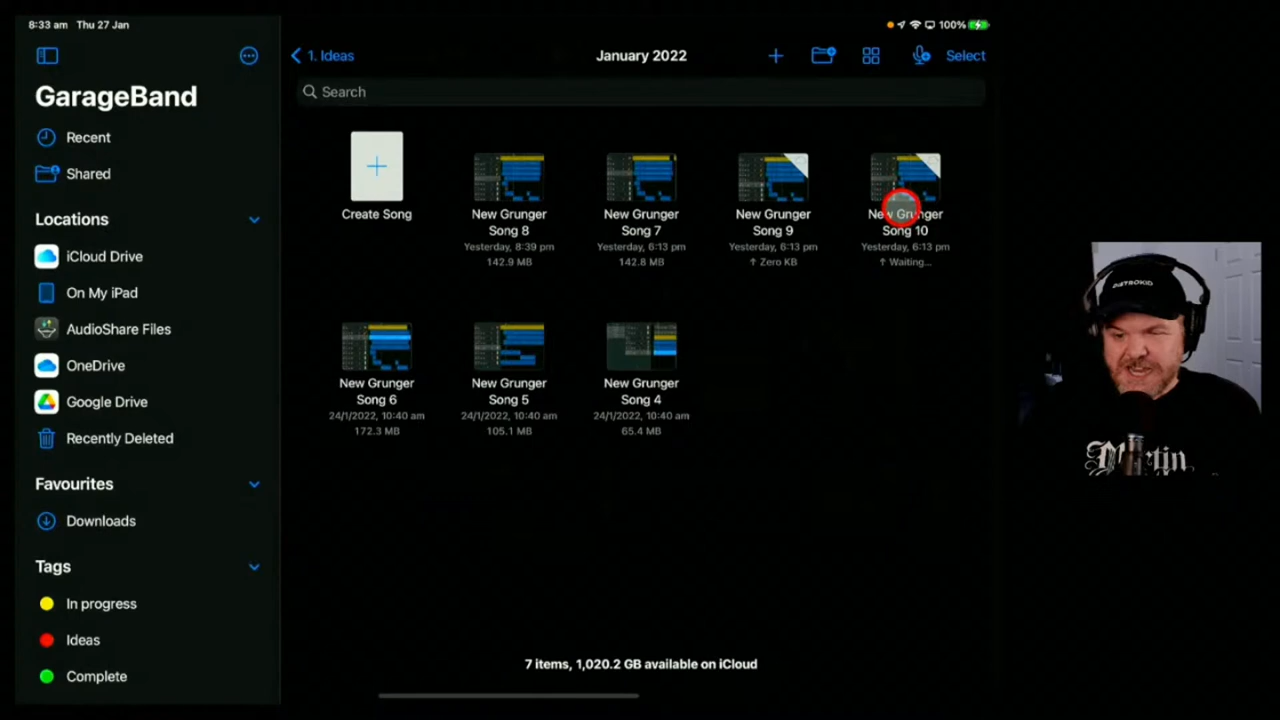 8:33 am Thu 27 Jan
100%
GarageBand
Recent
Shared
Locations
iCloud Drive
On My iPad
AudioShare Files
OneDrive
Google Drive
Recently Deleted
Favourites
Downloads
Tags
In progress
Ideas
Complete
1. Ideas
January 2022
Select
Search
Create Song
New Grunger
Song 8
Yesterday, 8:39 pm
142.9 MB
New Grunger
Song 7
Yesterday, 6:13 pm
142.8 MB
New Grunger
Song 9
Yesterday, 6:13 pm
↑ Zero KB
New Grunger
Song 10
Yesterday, 6:13 pm
↑ Waiting...
New Grunger
Song 6
24/1/2022, 10:40 am
172.3 MB
New Grunger
Song 5
24/1/2022, 10:40 am
105.1 MB
New Grunger
Song 4
24/1/2022, 10:40 am
65.4 MB
7 items, 1,020.2 GB available on iCloud
DISTROKID
Martin